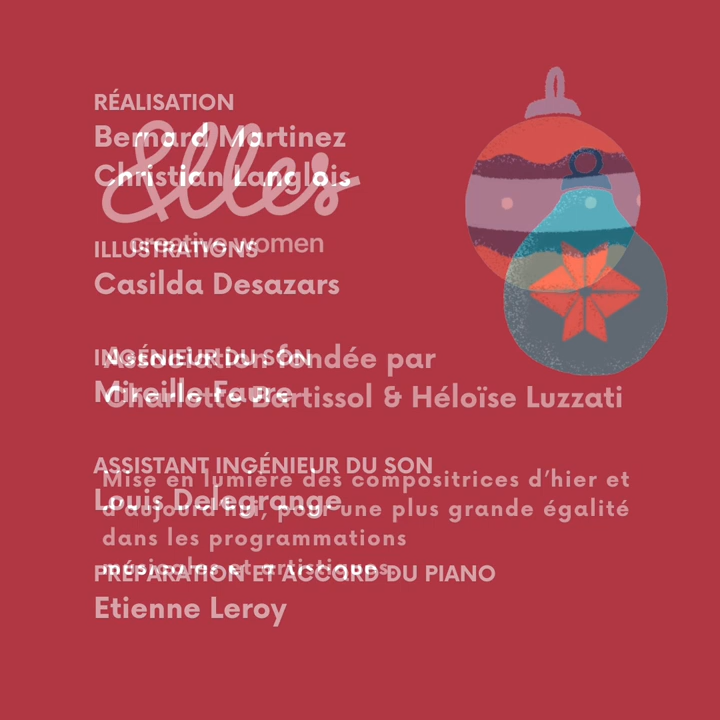 RÉALISATION
Bernard Martinez
Christian Langlois
ILLUSTRATIONS
Casilda Desazars
INGÉNIEUR DU SON
Mireille Faure
ASSISTANT INGÉNIEUR DU SON
Louis Delegrange
PRÉPARATION ET ACCORD DU PIANO
Etienne Leroy
&lles
creative women
Association fondée par
Charlotte Bartissol & Héloïse Luzzati
Mise en lumière des compositrices d'hier et
d'aujourd'hui, pour une plus grande égalité
dans les programmations
musicales et artistiques.